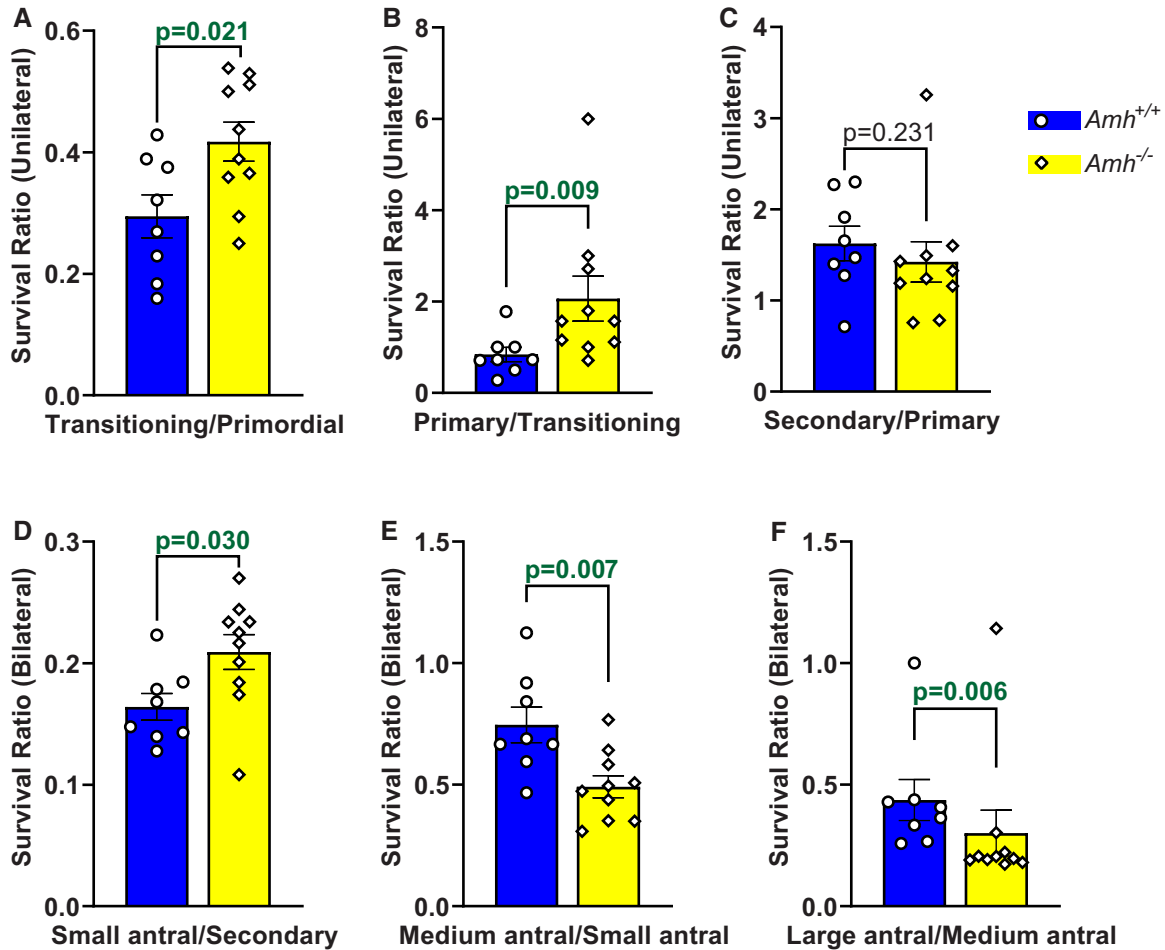 A
Survival Ratio (Unilateral)
0.6
0.4
0.2
0.0
p=0.021
Transitioning/Primordial
B
Survival Ratio (Unilateral)
8
6
4
2
0
p=0.009
Primary/Transitioning
C
Survival Ratio (Unilateral)
4
3
2
1
0
p=0.231
Secondary/Primary
Amh+/+
Amh-/-
D
Survival Ratio (Bilateral)
0.3
0.2
0.1
0.0
p=0.030
Small antral/Secondary
E
Survival Ratio (Bilateral)
1.5
1.0
0.5
0.0
p=0.007
Medium antral/Small antral
F
Survival Ratio (Bilateral)
1.5
1.0
0.5
0.0
p=0.006
Large antral/Medium antral